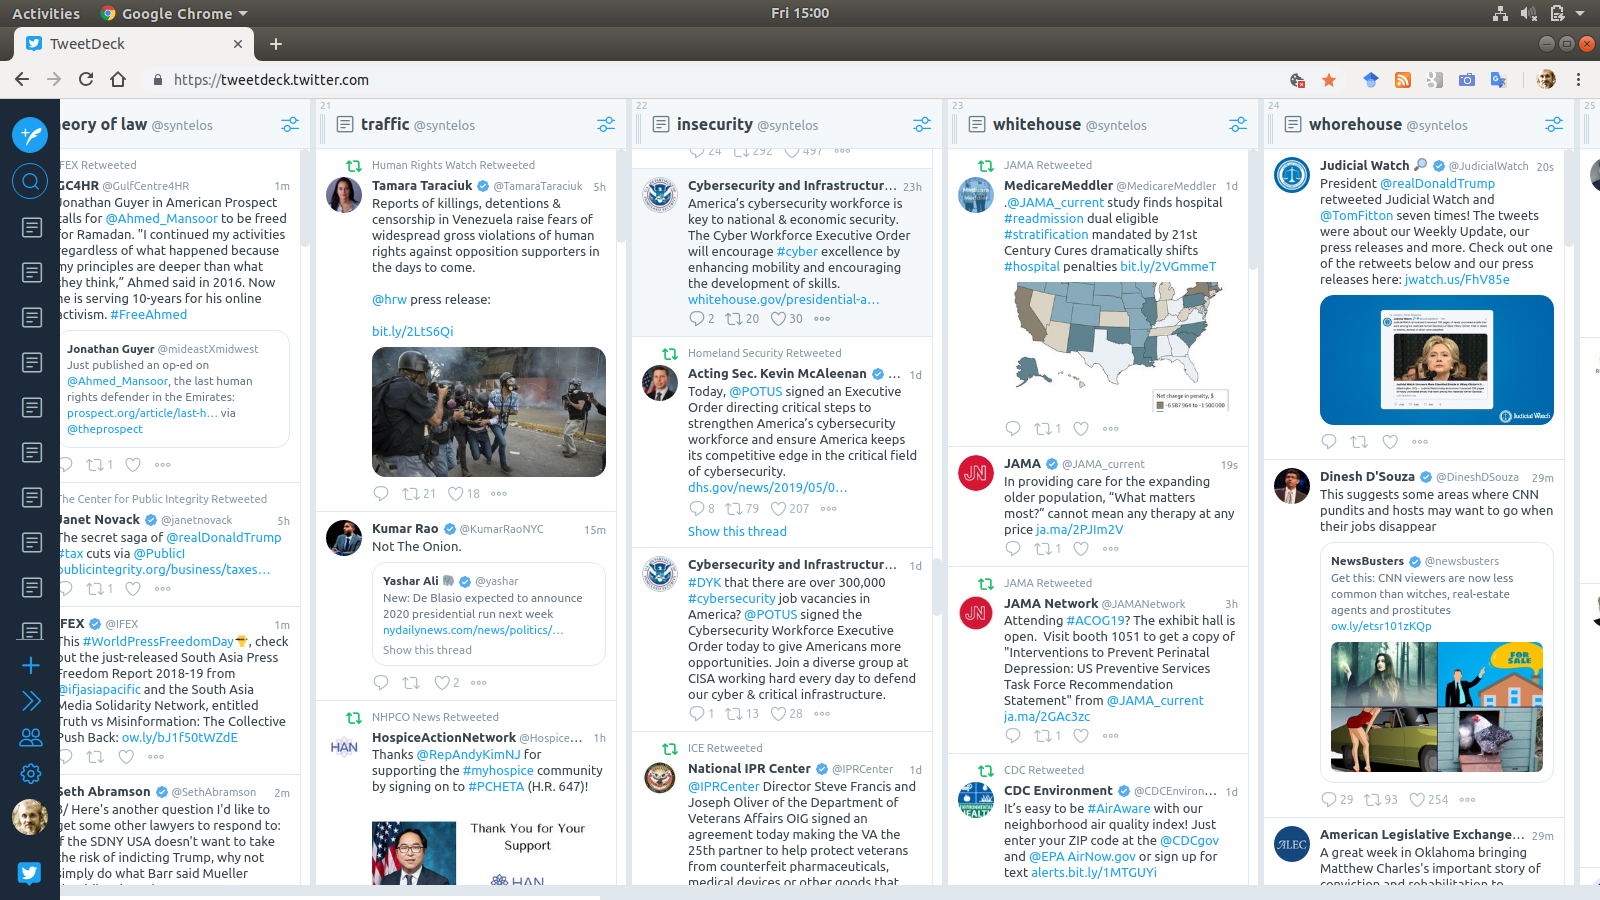 Activities Google Chrome
Fri 15:00
TweetDeck
https://tweetdeck.twitter.com
eory of law @syntelos
FEX Retweeted
GC4HR @GulfCentre4HR 1m
Jonathan Guyer in American Prospect
calls for @Ahmed_Mansoor to be freed
for Ramadan. "I continued my activities
regardless of what happened because
my principles are deeper than what
they think,” Ahmed said in 2016. Now
he is serving 10-years for his online
activism. #FreeAhmed
Jonathan Guyer @mideastXmidwest
Just published an op-ed on
@Ahmed_Mansoor, the last human
rights defender in the Emirates:
prospect.org/article/last-h… via
@theprospect
1
The Center for Public Integrity Retweeted
Janet Novack @janetnovack 5h
The secret saga of @realDonaldTrump
#tax cuts via @PublicI
publicintegrity.org/business/taxes…
1
IFEX @IFEX 1m
This #WorldPressFreedomDay, check
out the just-released South Asia Press
Freedom Report 2018-19 from
@ifjasiapacific and the South Asia
Media Solidarity Network, entitled
Truth vs Misinformation: The Collective
Push Back: ow.ly/bJ1f50tWZdE
Seth Abramson @SethAbramson 2m
3/ Here's another question I'd like to
get some other lawyers to respond to:
if the SDNY USA doesn't want to take
the risk of indicting Trump, why not
simply do what Barr said Mueller
21
traffic @syntelos
Human Rights Watch Retweeted
Tamara Taraciuk @TamaraTaraciuk 5h
Reports of killings, detentions &
censorship in Venezuela raise fears of
widespread gross violations of human
rights against opposition supporters in
the days to come.
@hrw press release:
bit.ly/2LtS6Qi
21 18
Kumar Rao @KumarRaoNYC 15m
Not The Onion.
Yashar Ali @yashar
New: De Blasio expected to announce
2020 presidential run next week
nydailynews.com/news/politics/…
Show this thread
2
NHPCO News Retweeted
HospiceActionNetwork @Hospice… 1h
Thanks @RepAndyKimNJ for
supporting the #myhospice community
by signing on to #PCHETA (H.R. 647)!
Thank You for Your
Support
HAN
22
insecurity @syntelos
24 292 497
Cybersecurity and Infrastructur… 23h
America’s cybersecurity workforce is
key to national & economic security.
The Cyber Workforce Executive Order
will encourage #cyber excellence by
enhancing mobility and encouraging
the development of skills.
whitehouse.gov/presidential-a…
2 20 30
Homeland Security Retweeted
Acting Sec. Kevin McAleenan … 1d
Today, @POTUS signed an Executive
Order directing critical steps to
strengthen America’s cybersecurity
workforce and ensure America keeps
its competitive edge in the critical field
of cybersecurity.
dhs.gov/news/2019/05/0…
8 79 207
Show this thread
Cybersecurity and Infrastructur… 1d
#DYK that there are over 300,000
#cybersecurity job vacancies in
America? @POTUS signed the
Cybersecurity Workforce Executive
Order today to give Americans more
opportunities. Join a diverse group at
CISA working hard every day to defend
our cyber & critical infrastructure.
1 13 28
ICE Retweeted
National IPR Center @IPRCenter 1d
@IPRCenter Director Steve Francis and
Joseph Oliver of the Department of
Veterans Affairs OIG signed an
agreement today making the VA the
25th partner to help protect veterans
from counterfeit pharmaceuticals,
medical devices or other goods that
23
whitehouse @syntelos
JAMA Retweeted
MedicareMeddler @MedicareMeddler 1d
.@JAMA_current study finds hospital
#readmission dual eligible
#stratification mandated by 21st
Century Cures dramatically shifts
#hospital penalties bit.ly/2VGmmeT
Net change in penalty, $
-6 587 964 to -1 500 000
1
JAMA @JAMA_current 19s
In providing care for the expanding
older population, “What matters
most?” cannot mean any therapy at any
price ja.ma/2PJIm2V
1
JAMA Retweeted
JAMA Network @JAMANetwork 3h
Attending #ACOG19? The exhibit hall is
open. Visit booth 1051 to get a copy of
"Interventions to Prevent Perinatal
Depression: US Preventive Services
Task Force Recommendation
Statement" from @JAMA_current
ja.ma/2GAc3zc
1
CDC Retweeted
CDC Environment @CDCEnviron… 1d
It’s easy to be #AirAware with our
neighborhood air quality index! Just
enter your ZIP code at the @CDCgov
and @EPA AirNow.gov or sign up for
text alerts.bit.ly/1MTGUYi
24
whorehouse @syntelos
Judicial Watch @JudicialWatch 20s
President @realDonaldTrump
retweeted Judicial Watch and
@TomFitton seven times! The tweets
were about our Weekly Update, our
press releases and more. Check out one
of the retweets below and our press
releases here: jwatch.us/FhV85e
Judicial Watch
Dinesh D'Souza @DineshDSouza 29m
This suggests some areas where CNN
pundits and hosts may want to go when
their jobs disappear
NewsBusters @newsbusters
Get this: CNN viewers are now less
common than witches, real-estate
agents and prostitutes
ow.ly/etsr101zKQp
FOR
SALE
29 93 254
ALEC
American Legislative Exchange… 29m
A great week in Oklahoma bringing
Matthew Charles's important story of
conviction and rehabilitation to
25